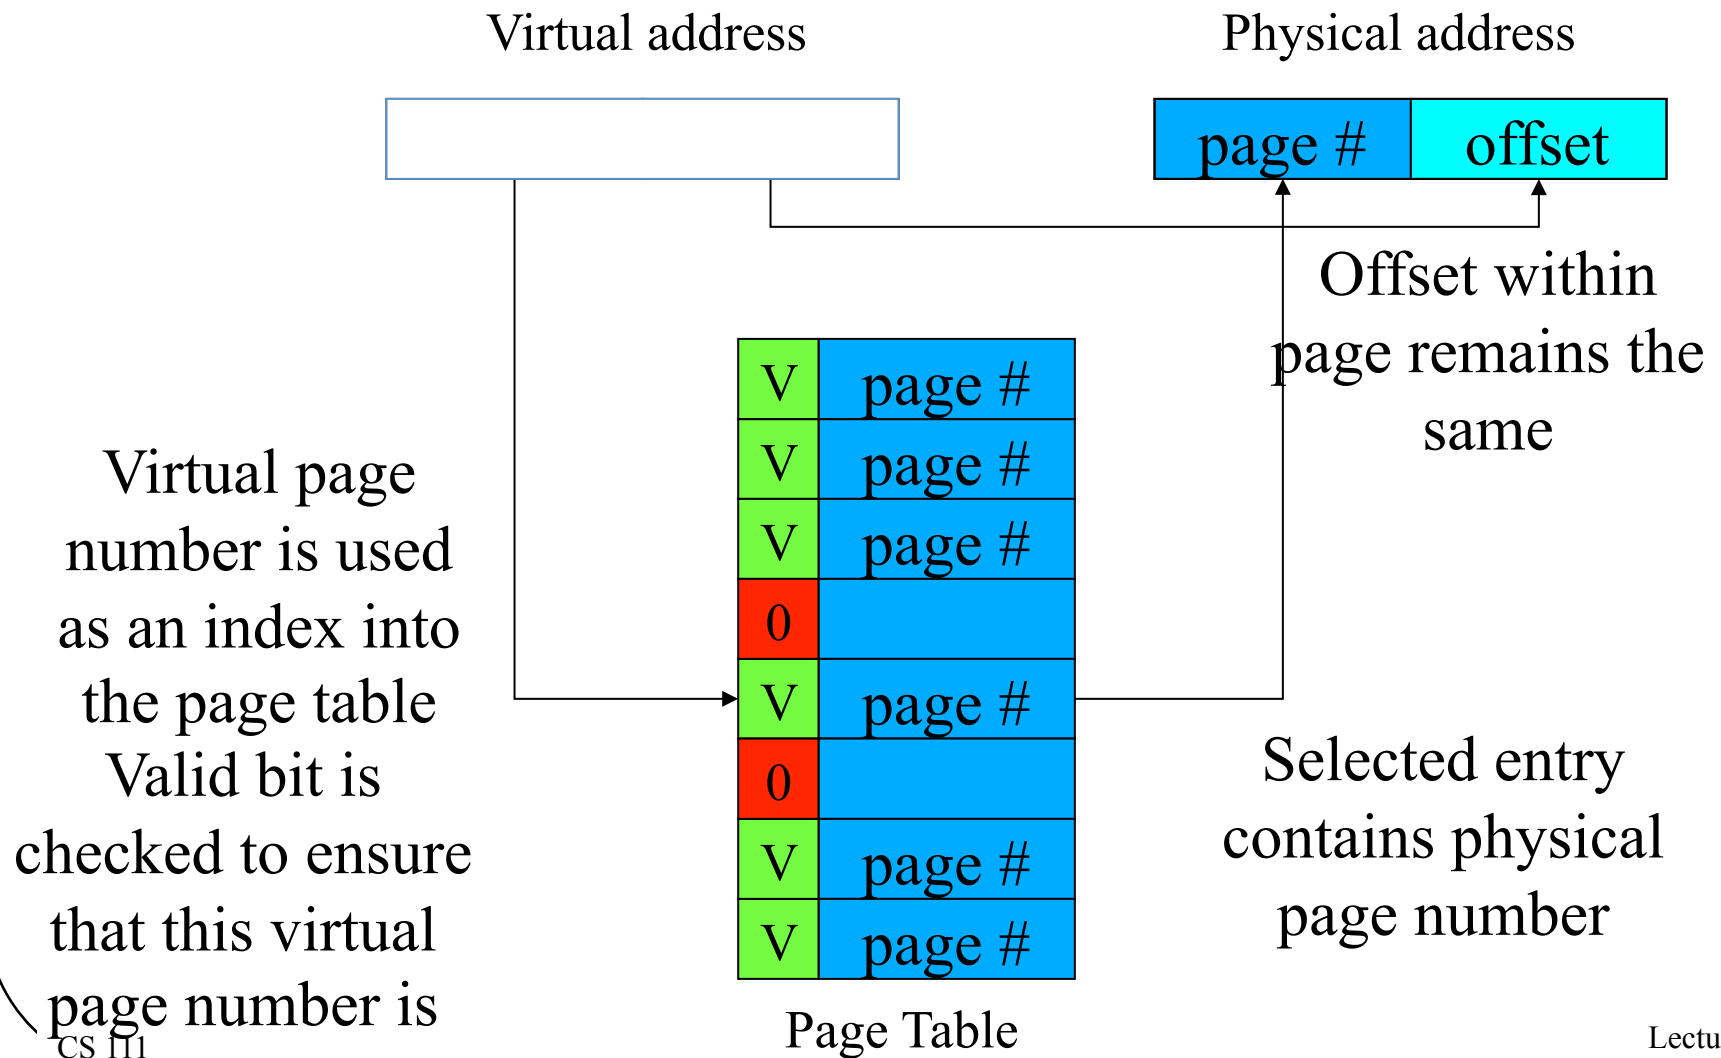 Virtual address
Physical address
page # offset
Offset within
page remains the
same
V page #
V page #
V page #
0
V page #
0
V page #
V page #
Page Table
Virtual page
number is used
as an index into
the page table
Valid bit is
checked to ensure
that this virtual
page number is
Selected entry
contains physical
page number
CS 111
Lectu